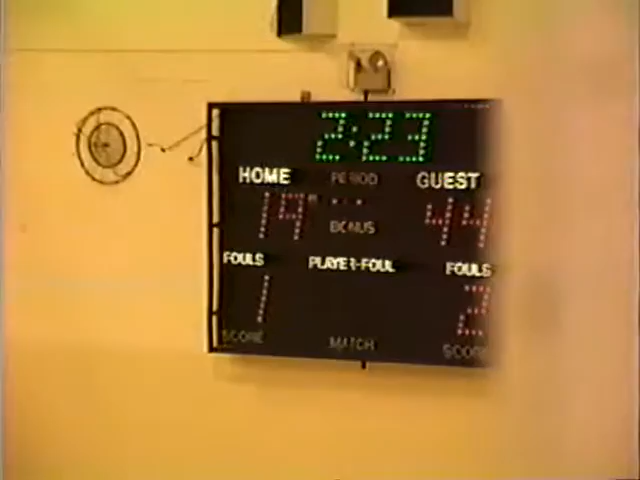 2:23
HOME PERIOD GUEST
19 44
BONUS
FOULS PLAYER-FOUL FOULS
1 2
SCORE MATCH SCORE